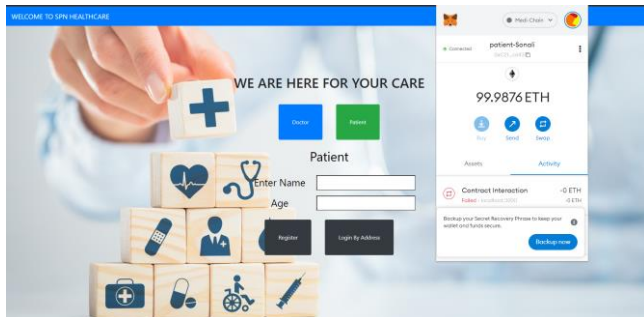 WELCOME TO SPN HEALTHCARE
WE ARE HERE FOR YOUR CARE
Doctor
Patient
Patient
Enter Name
Age
Register
Login By Address
Medi-Chain
Connected
patient-Sonali
99.9876 ETH
Buy
Send
Swap
Assets
Activity
Contract Interaction
-0 ETH
Failed
-0 ETH
Backup your Secret Recovery Phrase to keep your
wallet and funds secure.
Backup now